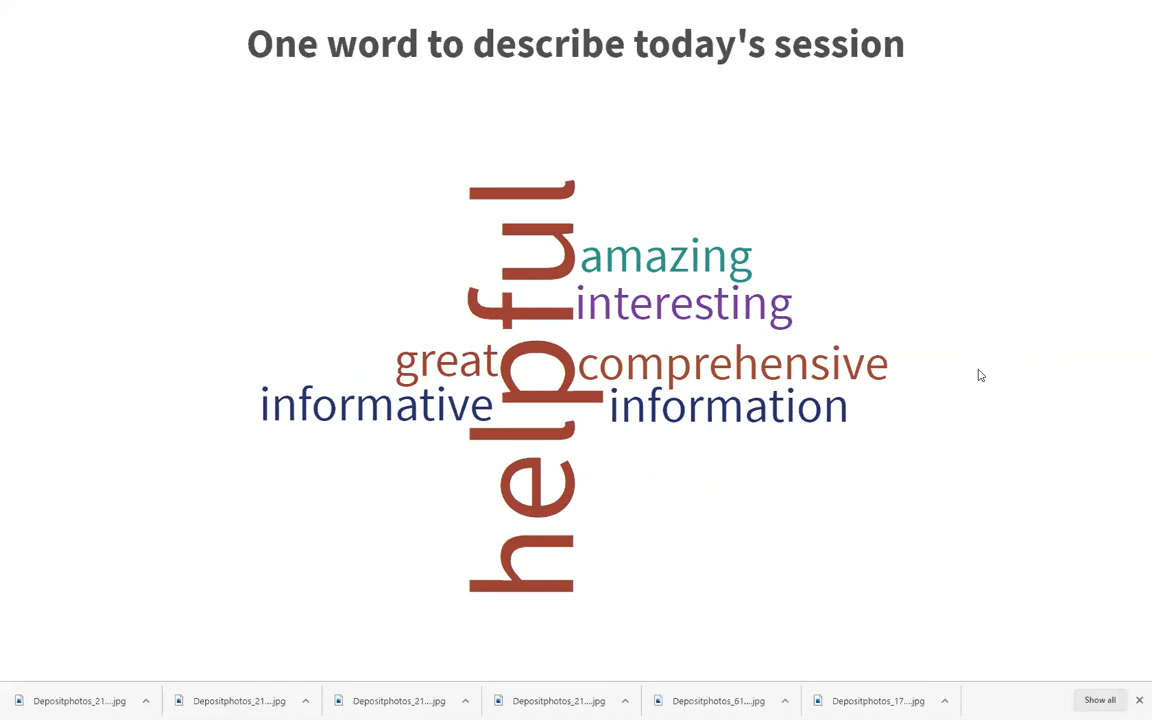 One word to describe today's session
helpful
amazing
interesting
great
comprehensive
informative
information
Depositphotos_21....jpg
Depositphotos_21....jpg
Depositphotos_21....jpg
Depositphotos_21....jpg
Depositphotos_61....jpg
Depositphotos_17....jpg
Show all